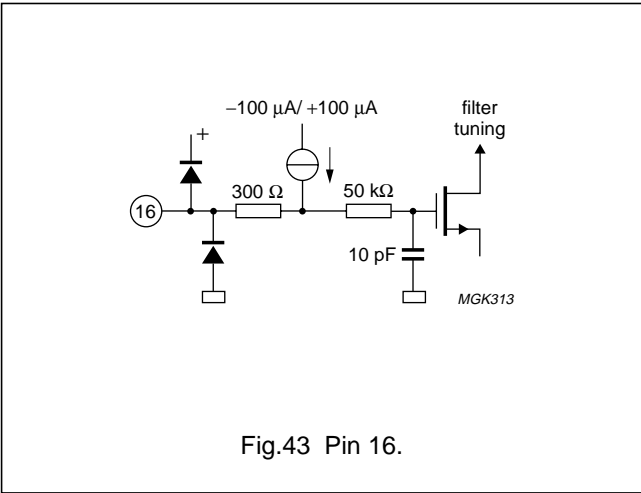 −100 µA/ +100 µA
filter
tuning
+
300 Ω
50 kΩ
16
10 pF
MGK313
Fig.43 Pin 16.